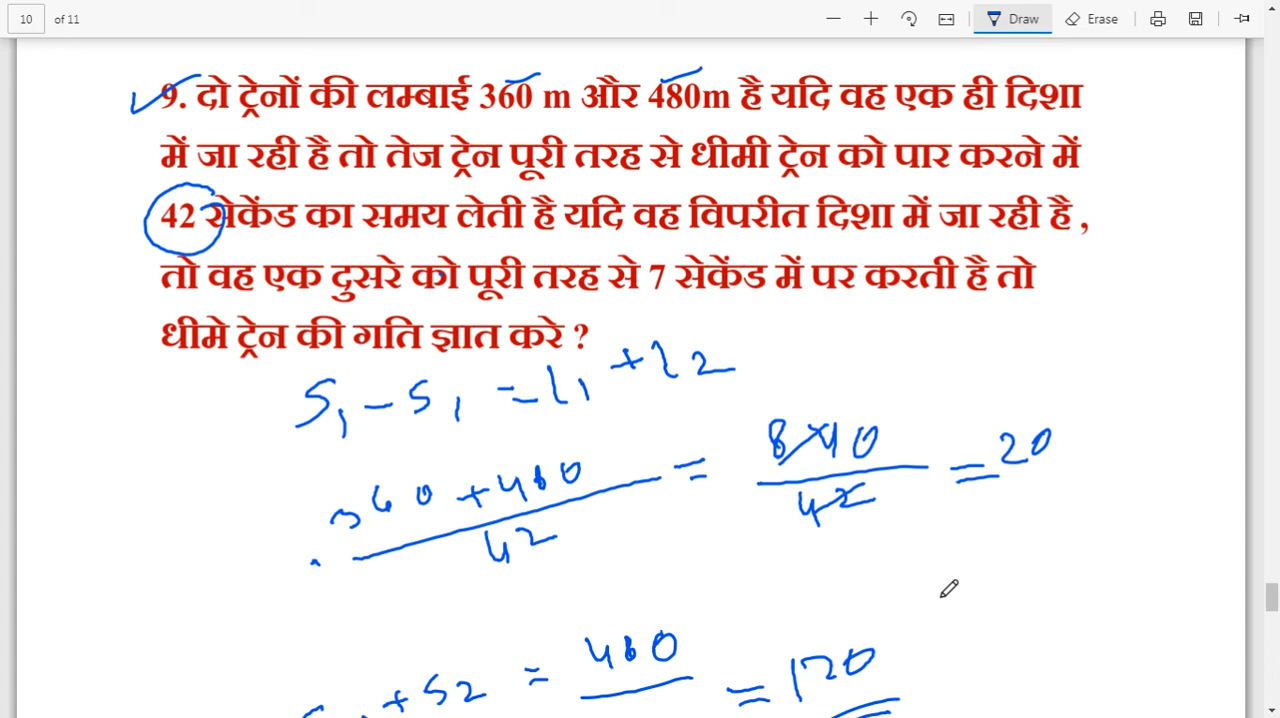 10 of 11
Draw
Erase
9. दो ट्रेनों की लम्बाई 360 m और 480m है यदि वह एक ही दिशा
में जा रही है तो तेज ट्रेन पूरी तरह से धीमी ट्रेन को पार करने में
42 सेकेंड का समय लेती है यदि वह विपरीत दिशा में जा रही है ,
तो वह एक दुसरे को पूरी तरह से 7 सेकेंड में पर करती है तो
धीमे ट्रेन की गति ज्ञात करे ?
S1 - S1 = l1 + l2
360 + 480 = 840 = 20
42 42
+ S2 = 480 = 120